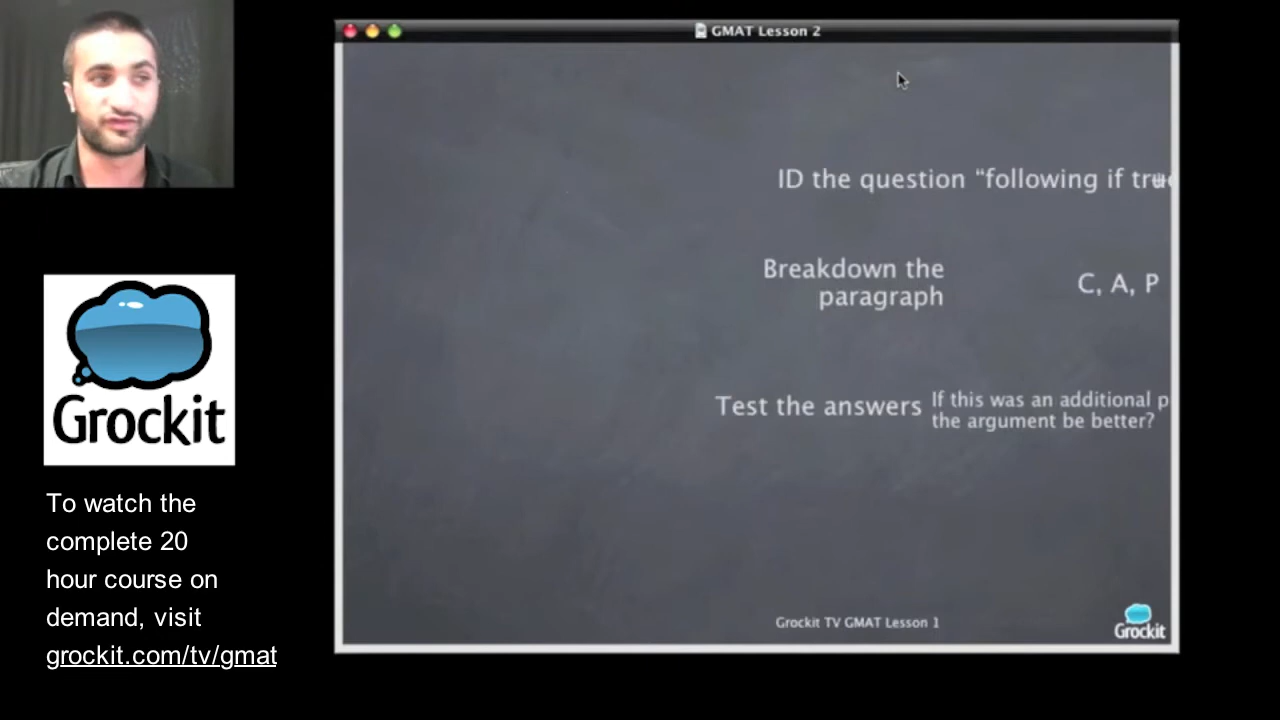 GMAT Lesson 2
ID the question “following if true
Breakdown the
paragraph
C, A, P
Test the answers
If this was an additional p
the argument be better?
Grockit TV GMAT Lesson 1
Grockit
Grockit
To watch the
complete 20
hour course on
demand, visit
grockit.com/tv/gmat